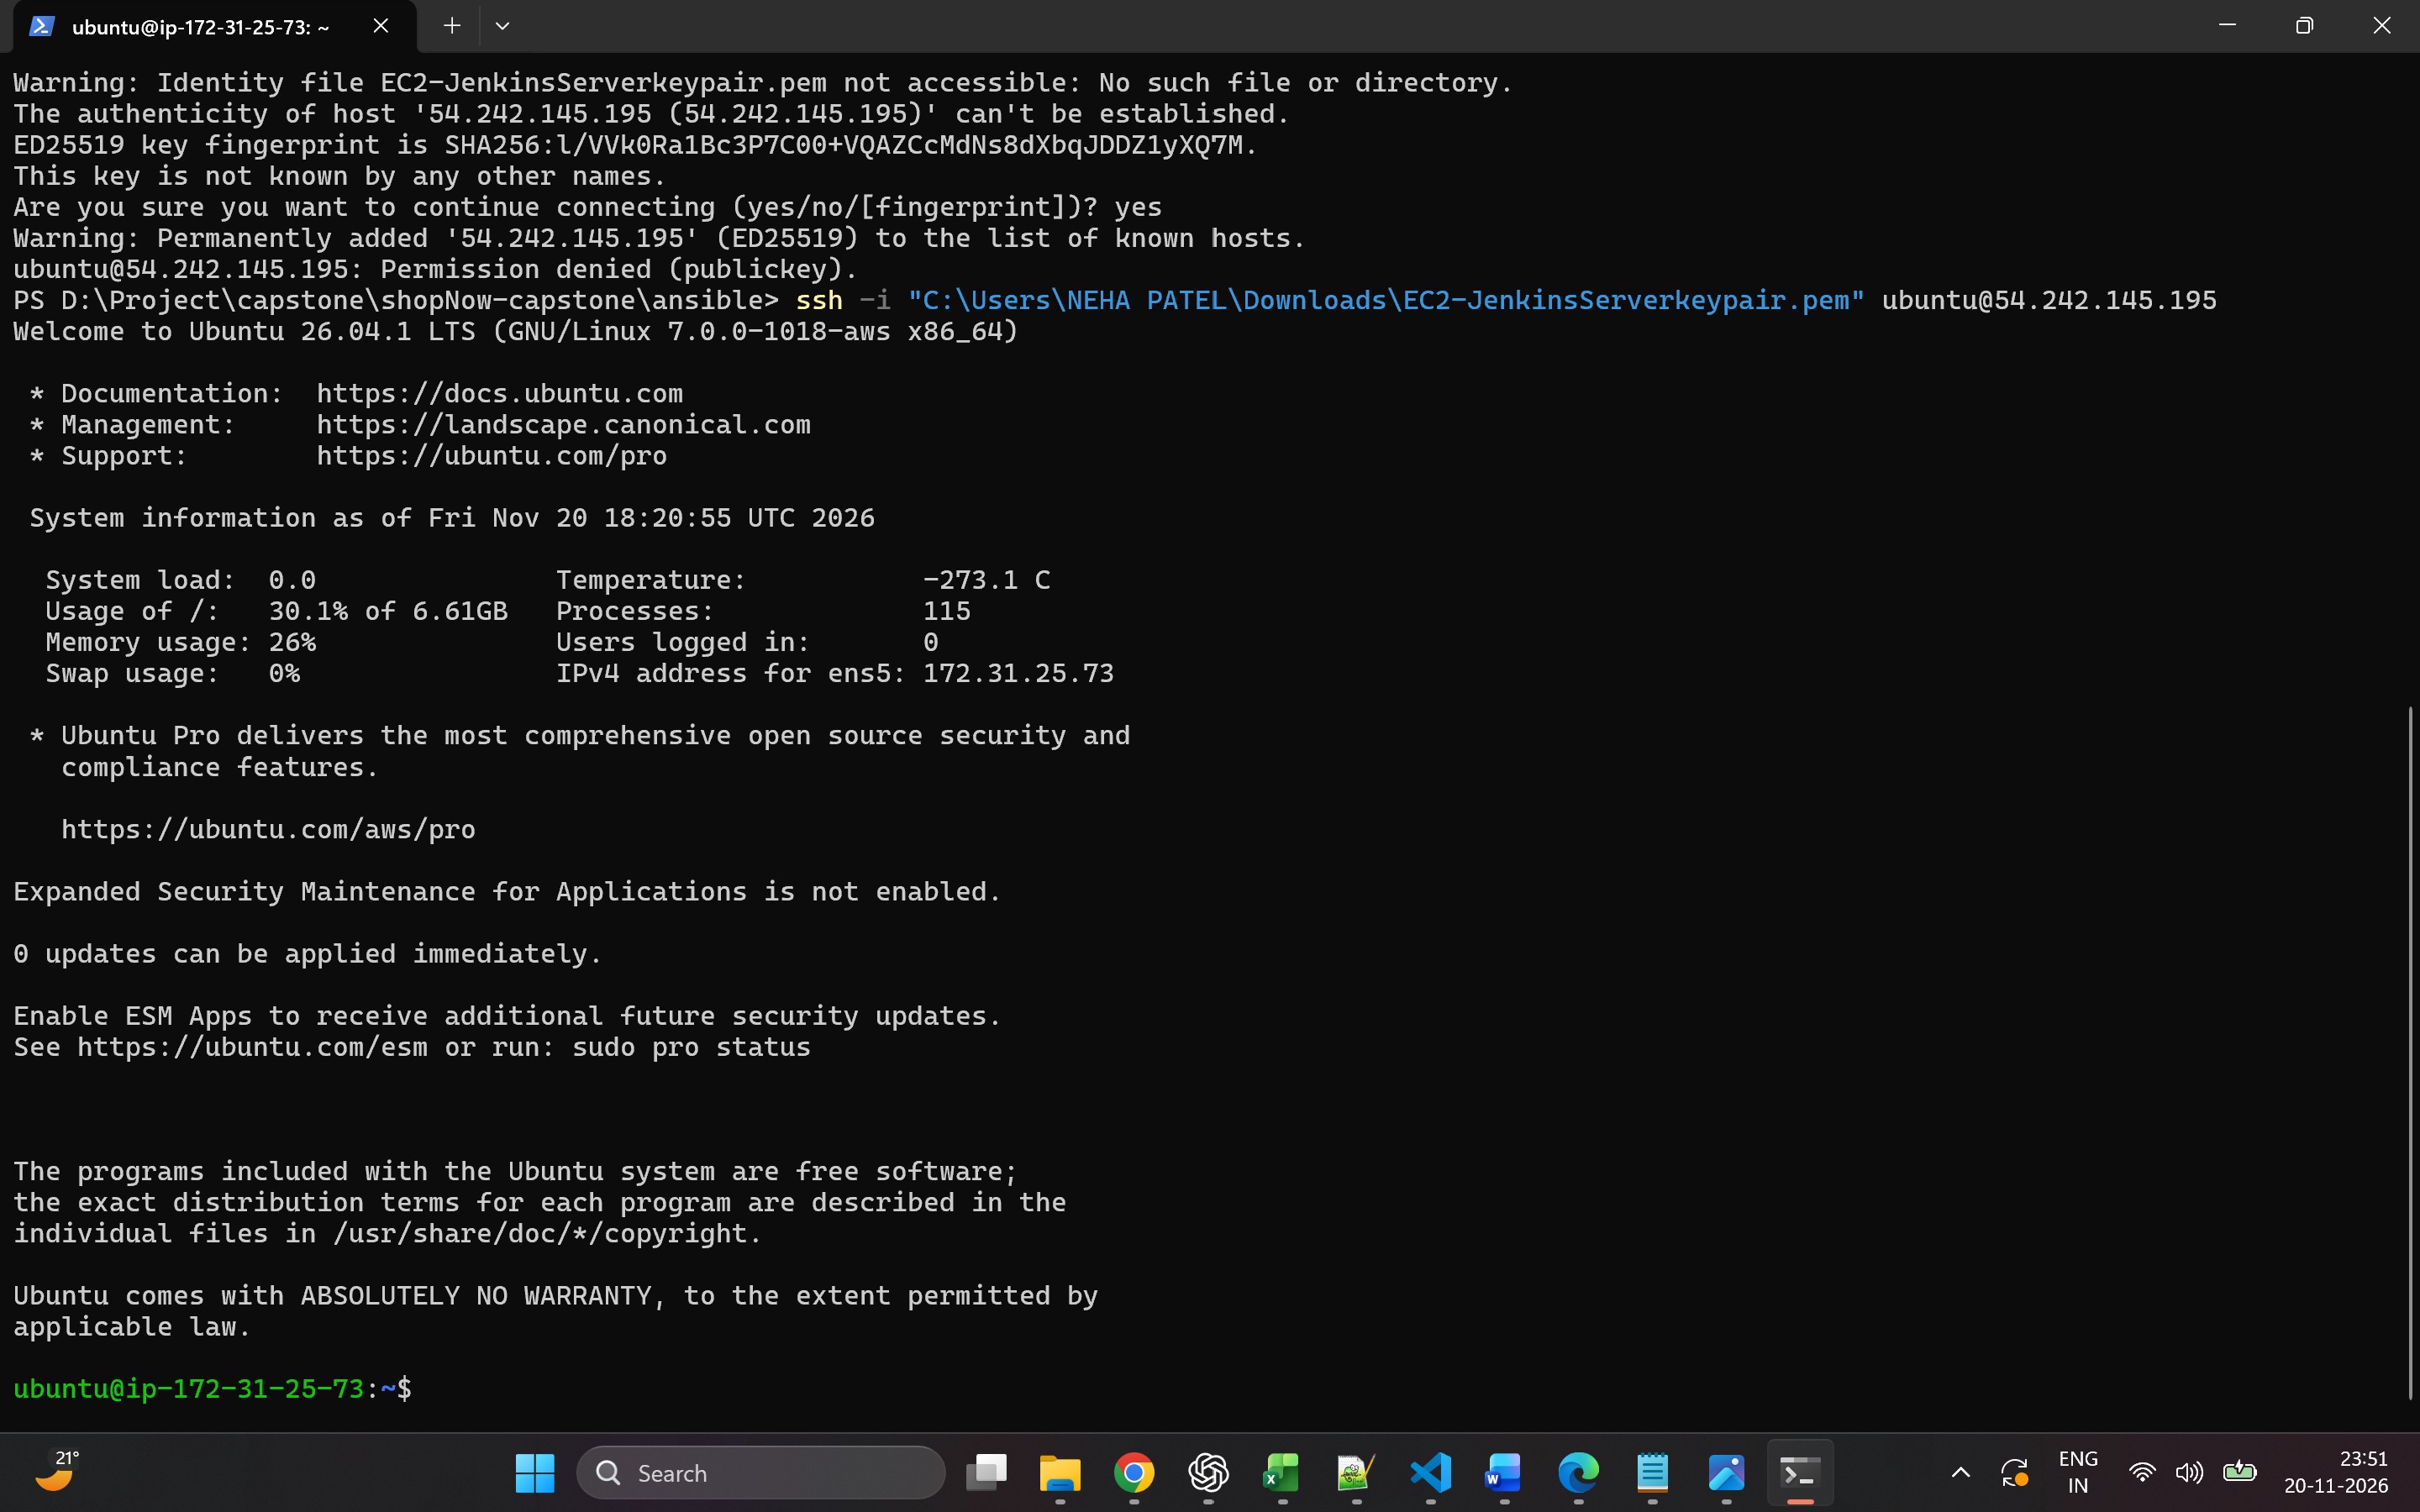 ubuntu@ip-172-31-25-73: ~
Warning: Identity file EC2-JenkinsServerkeypair.pem not accessible: No such file or directory.
The authenticity of host '54.242.145.195 (54.242.145.195)' can't be established.
ED25519 key fingerprint is SHA256:l/VVk0Ra1Bc3P7C00+VQAZCcMdNs8dXbqJDDZ1yXQ7M.
This key is not known by any other names.
Are you sure you want to continue connecting (yes/no/[fingerprint])? yes
Warning: Permanently added '54.242.145.195' (ED25519) to the list of known hosts.
ubuntu@54.242.145.195: Permission denied (publickey).
PS D:\Project\capstone\shopNow-capstone\ansible> ssh -i "C:\Users\NEHA PATEL\Downloads\EC2-JenkinsServerkeypair.pem" ubuntu@54.242.145.195
Welcome to Ubuntu 26.04.1 LTS (GNU/Linux 7.0.0-1018-aws x86_64)
* Documentation:  https://docs.ubuntu.com
* Management:     https://landscape.canonical.com
* Support:        https://ubuntu.com/pro
System information as of Fri Nov 20 18:20:55 UTC 2026
System load:  0.0               Temperature:           -273.1 C
Usage of /:   30.1% of 6.61GB   Processes:             115
Memory usage: 26%               Users logged in:       0
Swap usage:   0%                IPv4 address for ens5: 172.31.25.73
* Ubuntu Pro delivers the most comprehensive open source security and
compliance features.
https://ubuntu.com/aws/pro
Expanded Security Maintenance for Applications is not enabled.
0 updates can be applied immediately.
Enable ESM Apps to receive additional future security updates.
See https://ubuntu.com/esm or run: sudo pro status
The programs included with the Ubuntu system are free software;
the exact distribution terms for each program are described in the
individual files in /usr/share/doc/*/copyright.
Ubuntu comes with ABSOLUTELY NO WARRANTY, to the extent permitted by
applicable law.
ubuntu@ip-172-31-25-73:~$
21°
Search
ENG
IN
23:51
20-11-2026